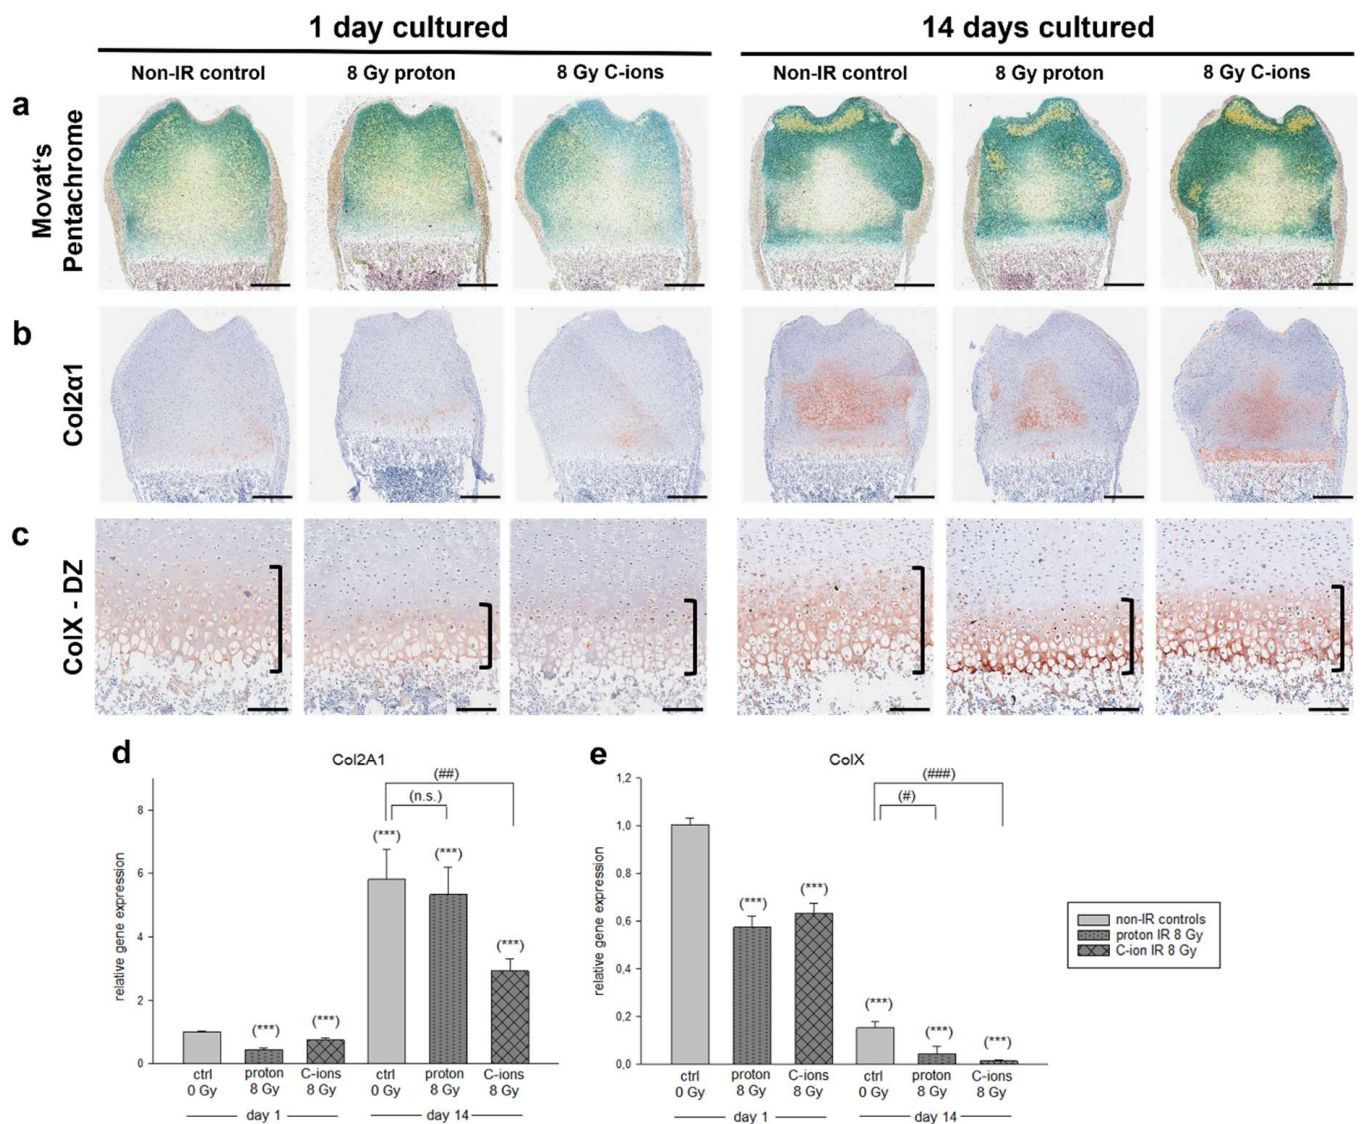 1 day cultured
14 days cultured
Non-IR control
8 Gy proton
8 Gy C-ions
Non-IR control
8 Gy proton
8 Gy C-ions
a
Movat‘s
Pentachrome
b
Col2α1
c
ColX - DZ
d
Col2A1
relative gene expression
8
6
4
2
0
(***)
(***)
(***)
(***)
(***)
(n.s.)
(##)
ctrl
0 Gy
proton
8 Gy
C-ions
8 Gy
ctrl
0 Gy
proton
8 Gy
C-ions
8 Gy
day 1
day 14
e
ColX
relative gene expression
1,2
1,0
0,8
0,6
0,4
0,2
0,0
(***)
(***)
(***)
(***)
(***)
(#)
(###)
ctrl
0 Gy
proton
8 Gy
C-ions
8 Gy
ctrl
0 Gy
proton
8 Gy
C-ions
8 Gy
day 1
day 14
non-IR controls
proton IR 8 Gy
C-ion IR 8 Gy